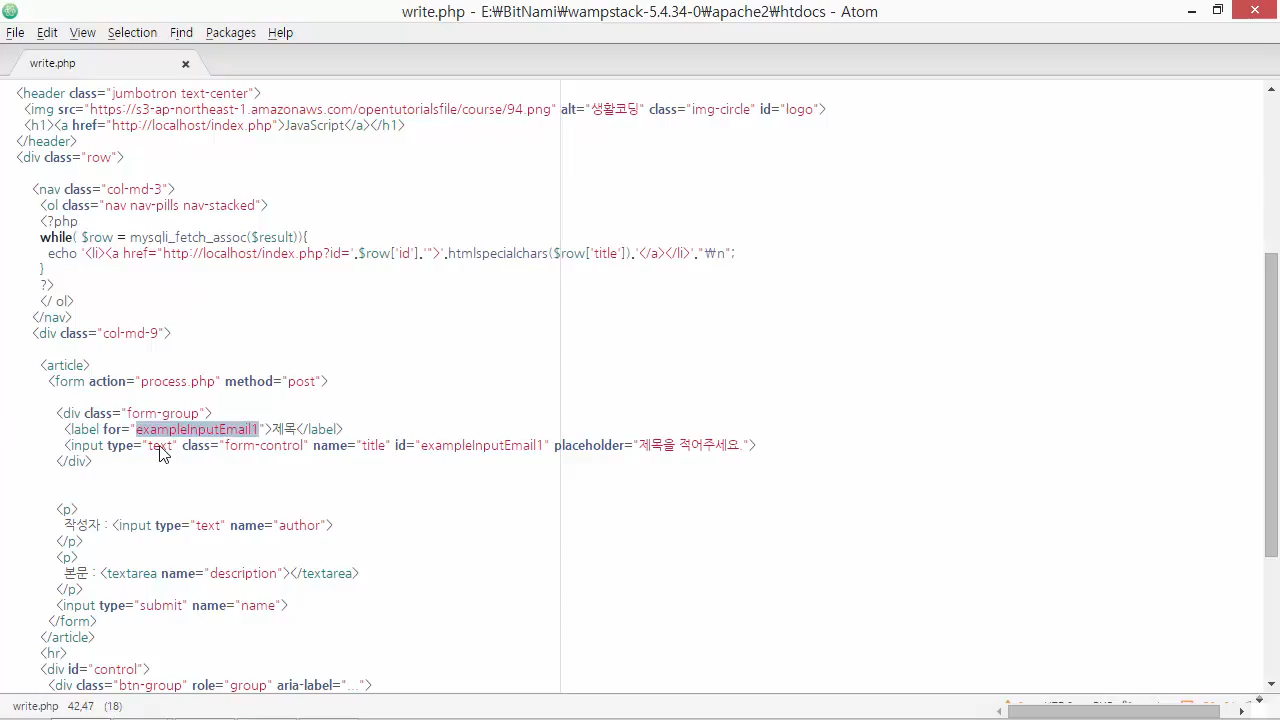 write.php - E:₩BitNami₩wampstack-5.4.34-0₩apache2₩htdocs - Atom
File Edit View Selection Find Packages Help
write.php
<header class="jumbotron text-center">
<img src="https://s3-ap-northeast-1.amazonaws.com/opentutorialsfile/course/94.png" alt="생활코딩" class="img-circle" id="logo">
<h1><a href="http://localhost/index.php">JavaScript</a></h1>
</header>
<div class="row">
<nav class="col-md-3">
<ol class="nav nav-pills nav-stacked">
<?php
while( $row = mysqli_fetch_assoc($result)){
echo '<li><a href="http://localhost/index.php?id='.$row['id'].'">'.htmlspecialchars($row['title']).'</a></li>'."₩n";
}
?>
</ ol>
</nav>
<div class="col-md-9">
<article>
<form action="process.php" method="post">
<div class="form-group">
<label for="exampleInputEmail1">제목</label>
<input type="text" class="form-control" name="title" id="exampleInputEmail1" placeholder="제목을 적어주세요.">
</div>
<p>
작성자 : <input type="text" name="author">
</p>
<p>
본문 : <textarea name="description"></textarea>
</p>
<input type="submit" name="name">
</form>
</article>
<hr>
<div id="control">
<div class="btn-group" role="group" aria-label="...">
write.php 42,47 (18)